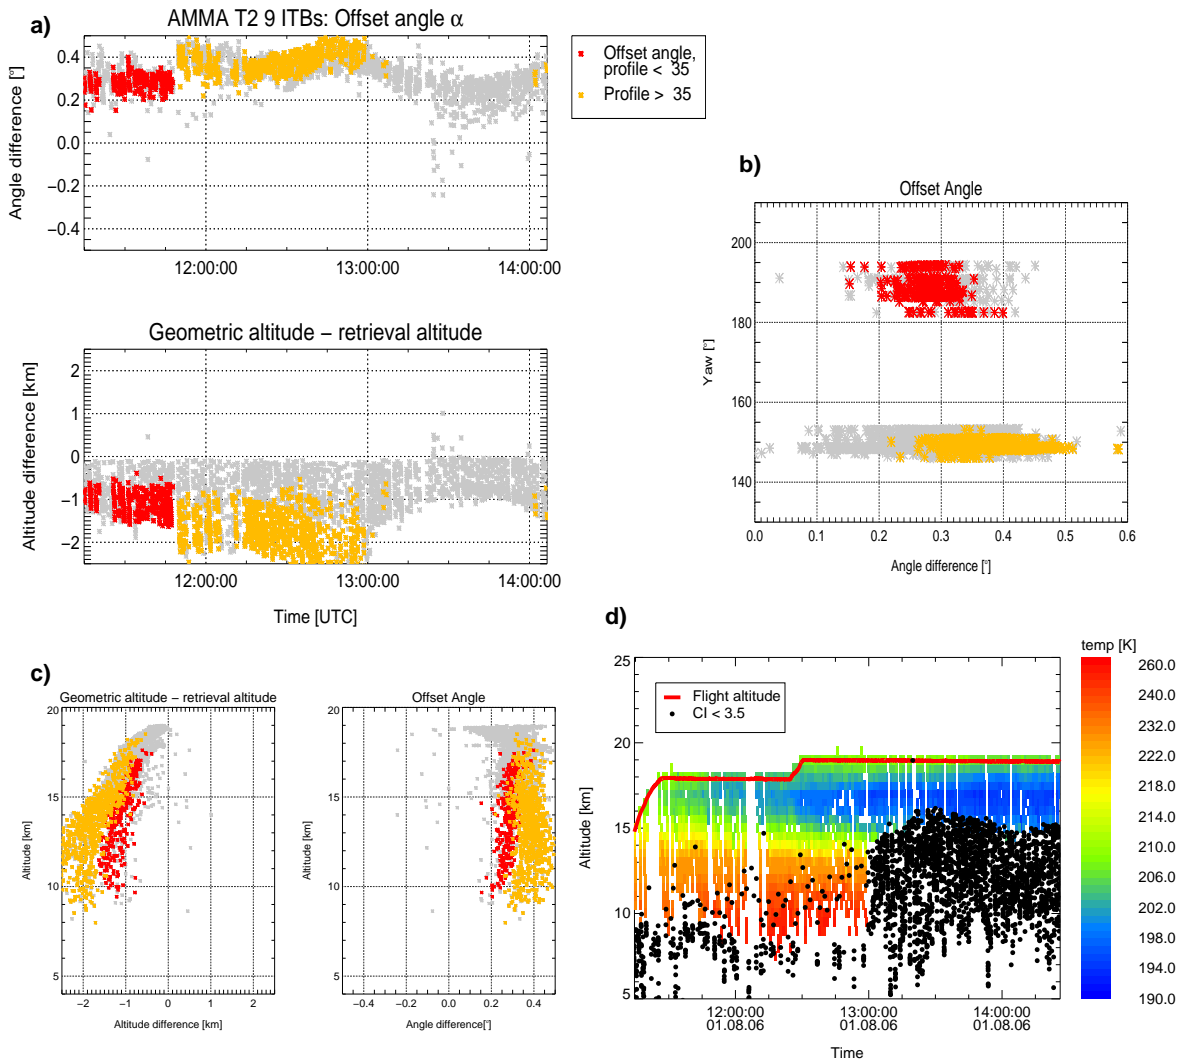 a)
AMMA T2 9 ITBs: Offset angle α
Offset angle,
profile < 35
Profile > 35
Angle difference [°]
0.4
0.2
0.0
−0.2
−0.4
12:00:00 13:00:00 14:00:00
Geometric altitude − retrieval altitude
Altitude difference [km]
2
1
0
−1
−2
12:00:00 13:00:00 14:00:00
Time [UTC]
b)
Offset Angle
Yaw [°]
200
180
160
140
0.0 0.1 0.2 0.3 0.4 0.5 0.6
Angle difference [°]
c)
Geometric altitude − retrieval altitude
Altitude [km]
20
15
10
5
−2 −1 0 1 2
Altitude difference [km]
Offset Angle
Altitude [km]
20
15
10
5
−0.4 −0.2 0.0 0.2 0.4
Angle difference[°]
d)
Flight altitude
CI < 3.5
Altitude [km]
25
20
15
10
5
12:00:00 13:00:00 14:00:00
01.08.06 01.08.06 01.08.06
Time
temp [K]
260.0
240.0
232.0
224.0
222.0
216.0
210.0
204.0
202.0
198.0
194.0
190.0